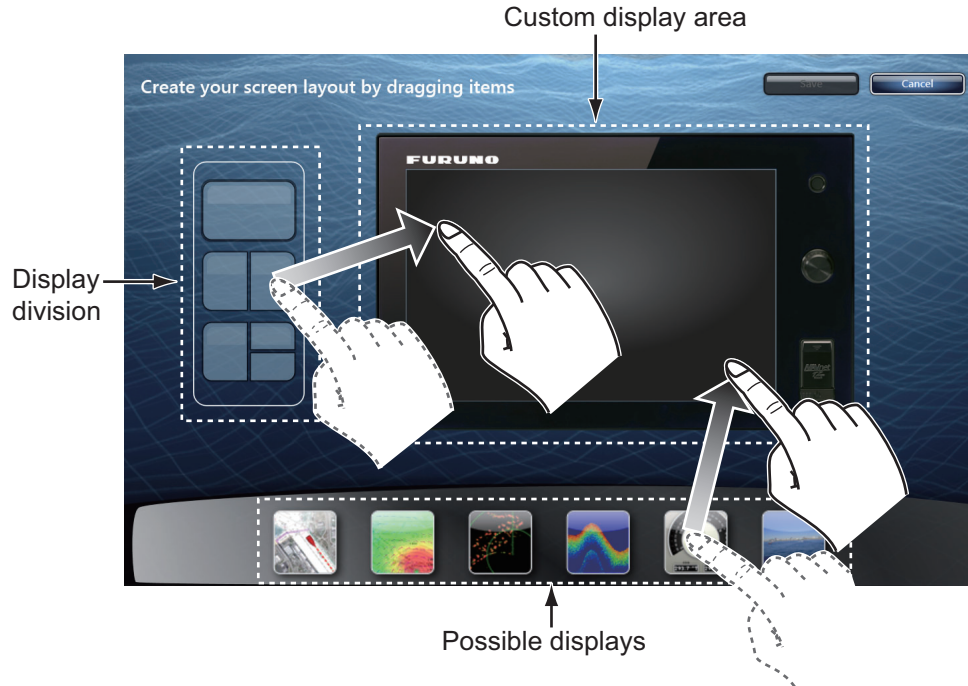 Custom display area
Create your screen layout by dragging items
Save
Cancel
FURUNO
Display
division
Possible displays